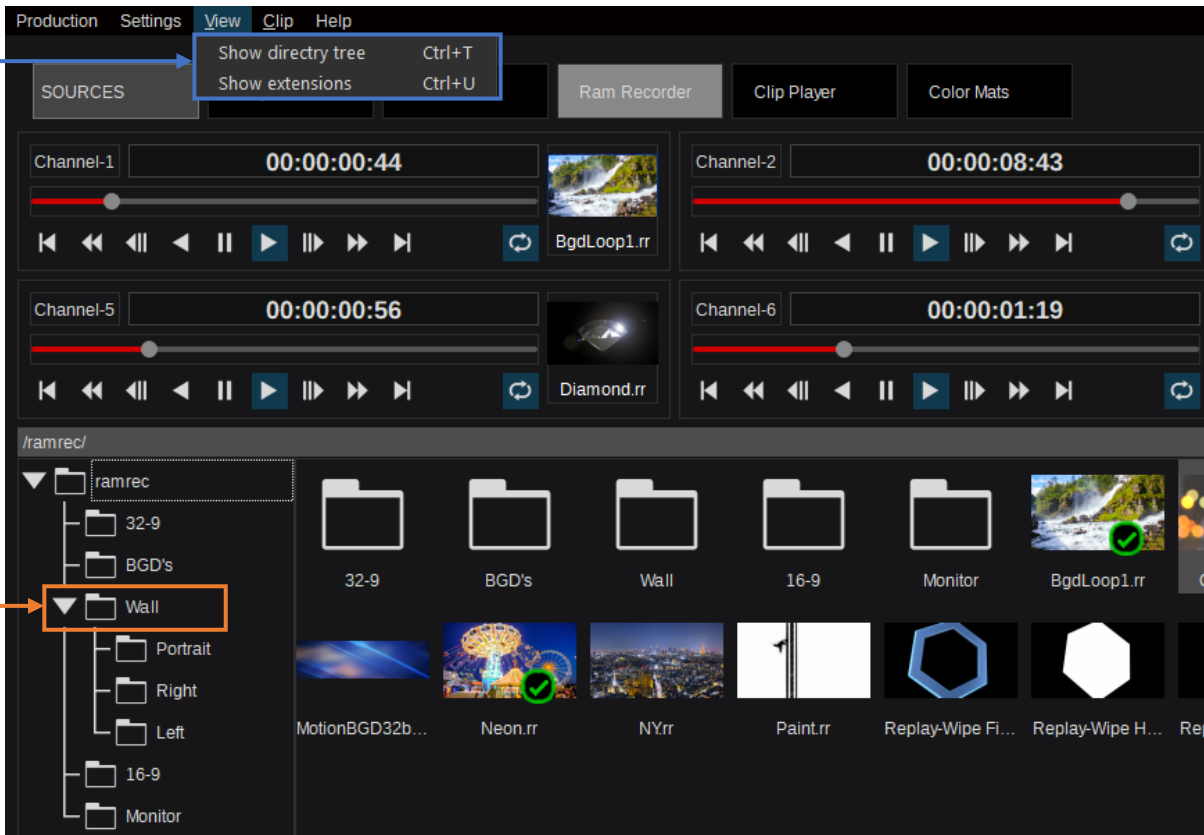 Production Settings View Clip Help
Show directry tree Ctrl+T
Show extensions Ctrl+U
SOURCES Ram Recorder Clip Player Color Mats
Channel-1 00:00:00:44 Channel-2 00:00:08:43
BgdLoop1.rr
Channel-5 00:00:00:56 Channel-6 00:00:01:19
Diamond.rr
/ramrec/
ramrec
32-9
BGD's
Wall
Portrait
Right
Left
16-9
Monitor
32-9 BGD's Wall 16-9 Monitor BgdLoop1.rr
MotionBGD32b... Neon.rr NY.rr Paint.rr Replay-Wipe Fi... Replay-Wipe H...